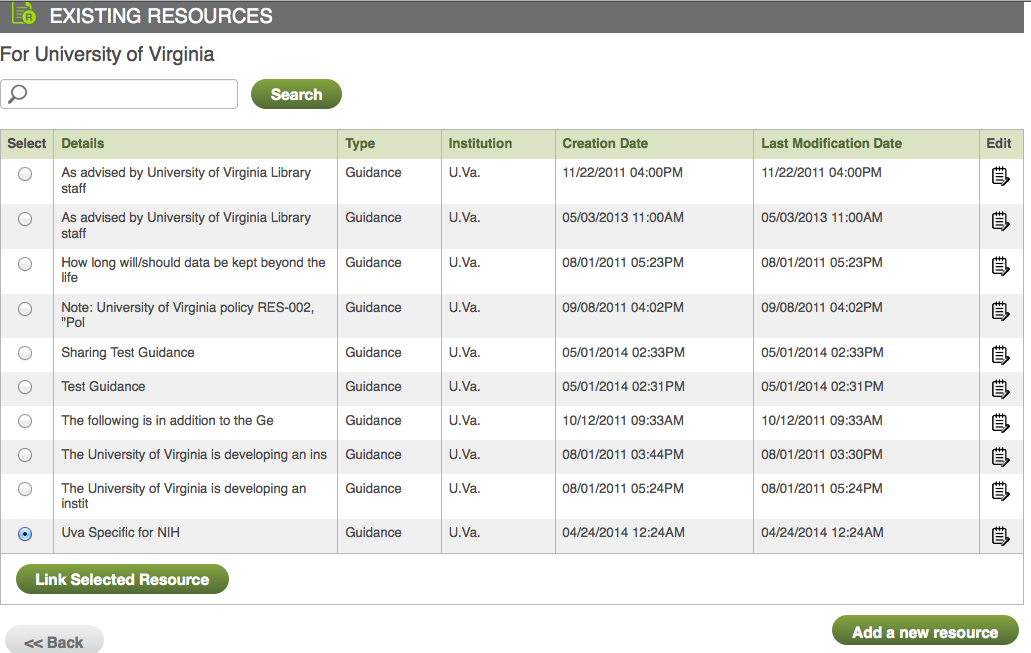 EXISTING RESOURCES
For University of Virginia
Search
Select Details Type Institution Creation Date Last Modification Date Edit
As advised by University of Virginia Library Guidance U.Va. 11/22/2011 04:00PM 11/22/2011 04:00PM
staff
As advised by University of Virginia Library Guidance U.Va. 05/03/2013 11:00AM 05/03/2013 11:00AM
staff
How long will/should data be kept beyond the Guidance U.Va. 08/01/2011 05:23PM 08/01/2011 05:23PM
life
Note: University of Virginia policy RES-002, Guidance U.Va. 09/08/2011 04:02PM 09/08/2011 04:02PM
"Pol
Sharing Test Guidance Guidance U.Va. 05/01/2014 02:33PM 05/01/2014 02:33PM
Test Guidance Guidance U.Va. 05/01/2014 02:31PM 05/01/2014 02:31PM
The following is in addition to the Ge Guidance U.Va. 10/12/2011 09:33AM 10/12/2011 09:33AM
The University of Virginia is developing an ins Guidance U.Va. 08/01/2011 03:44PM 08/01/2011 03:30PM
The University of Virginia is developing an Guidance U.Va. 08/01/2011 05:24PM 08/01/2011 05:24PM
instit
Uva Specific for NIH Guidance U.Va. 04/24/2014 12:24AM 04/24/2014 12:24AM
Link Selected Resource
<< Back Add a new resource